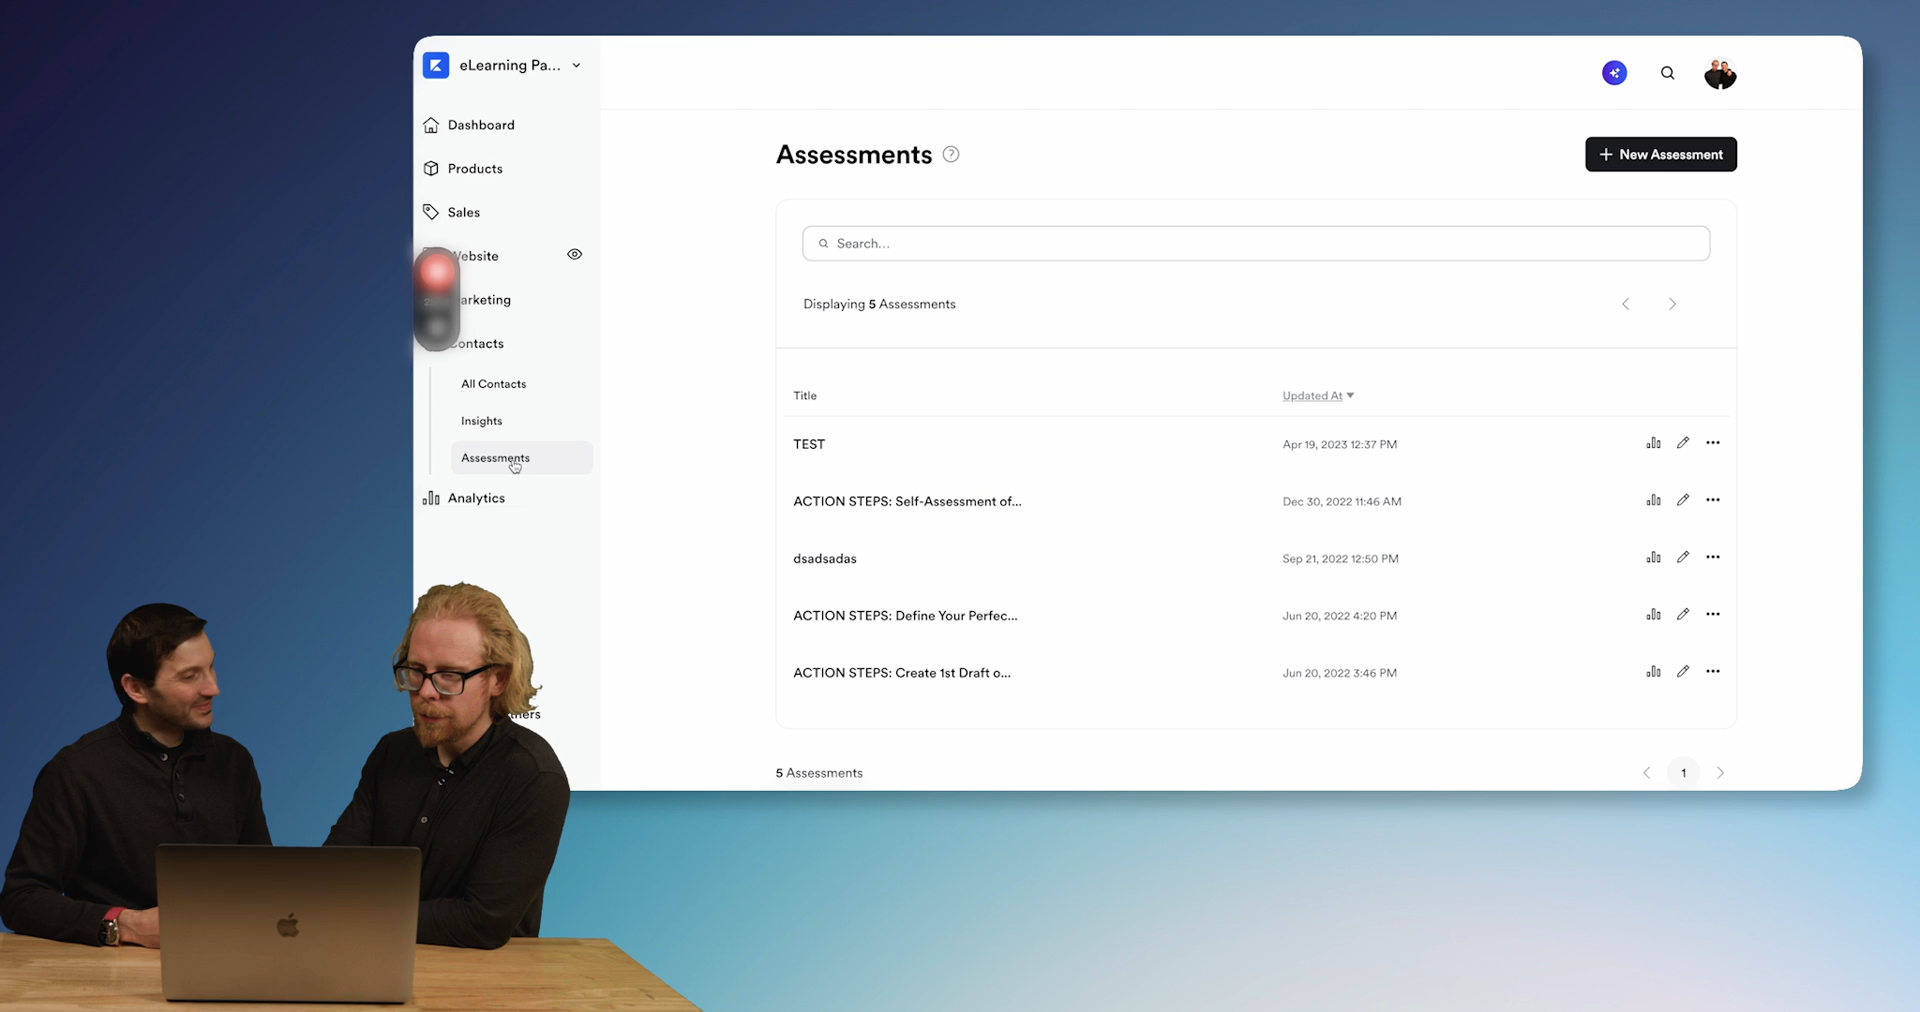 eLearning Pa...
Dashboard
Products
Sales
Website
Marketing
Contacts
All Contacts
Insights
Assessments
Analytics
Assessments ?
+ New Assessment
Search...
Displaying 5 Assessments
Title Updated At
TEST Apr 19, 2023 12:37 PM
ACTION STEPS: Self-Assessment of... Dec 30, 2022 11:46 AM
dsadsadas Sep 21, 2022 12:50 PM
ACTION STEPS: Define Your Perfec... Jun 20, 2022 4:20 PM
ACTION STEPS: Create 1st Draft o... Jun 20, 2022 3:46 PM
5 Assessments 1